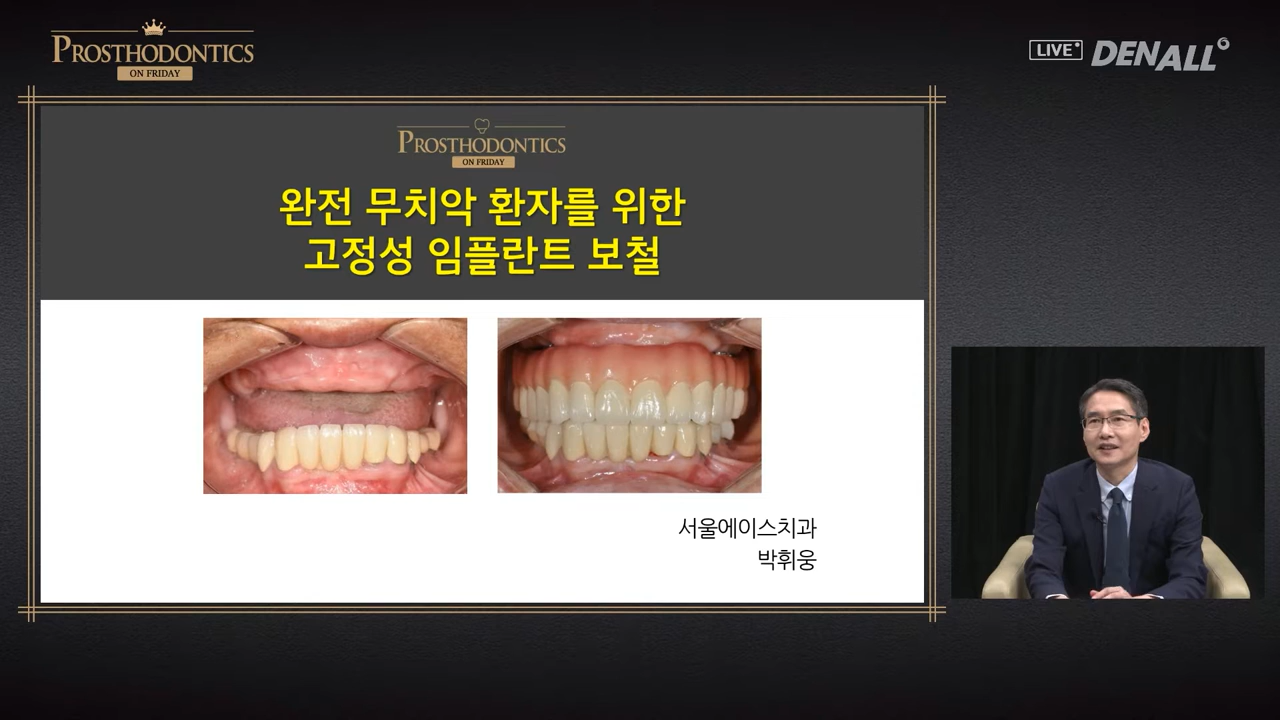 PROSTHODONTICS
ON FRIDAY
LIVE
DENALL
PROSTHODONTICS
ON FRIDAY
완전 무치악 환자를 위한
고정성 임플란트 보철
서울에이스치과
박휘웅